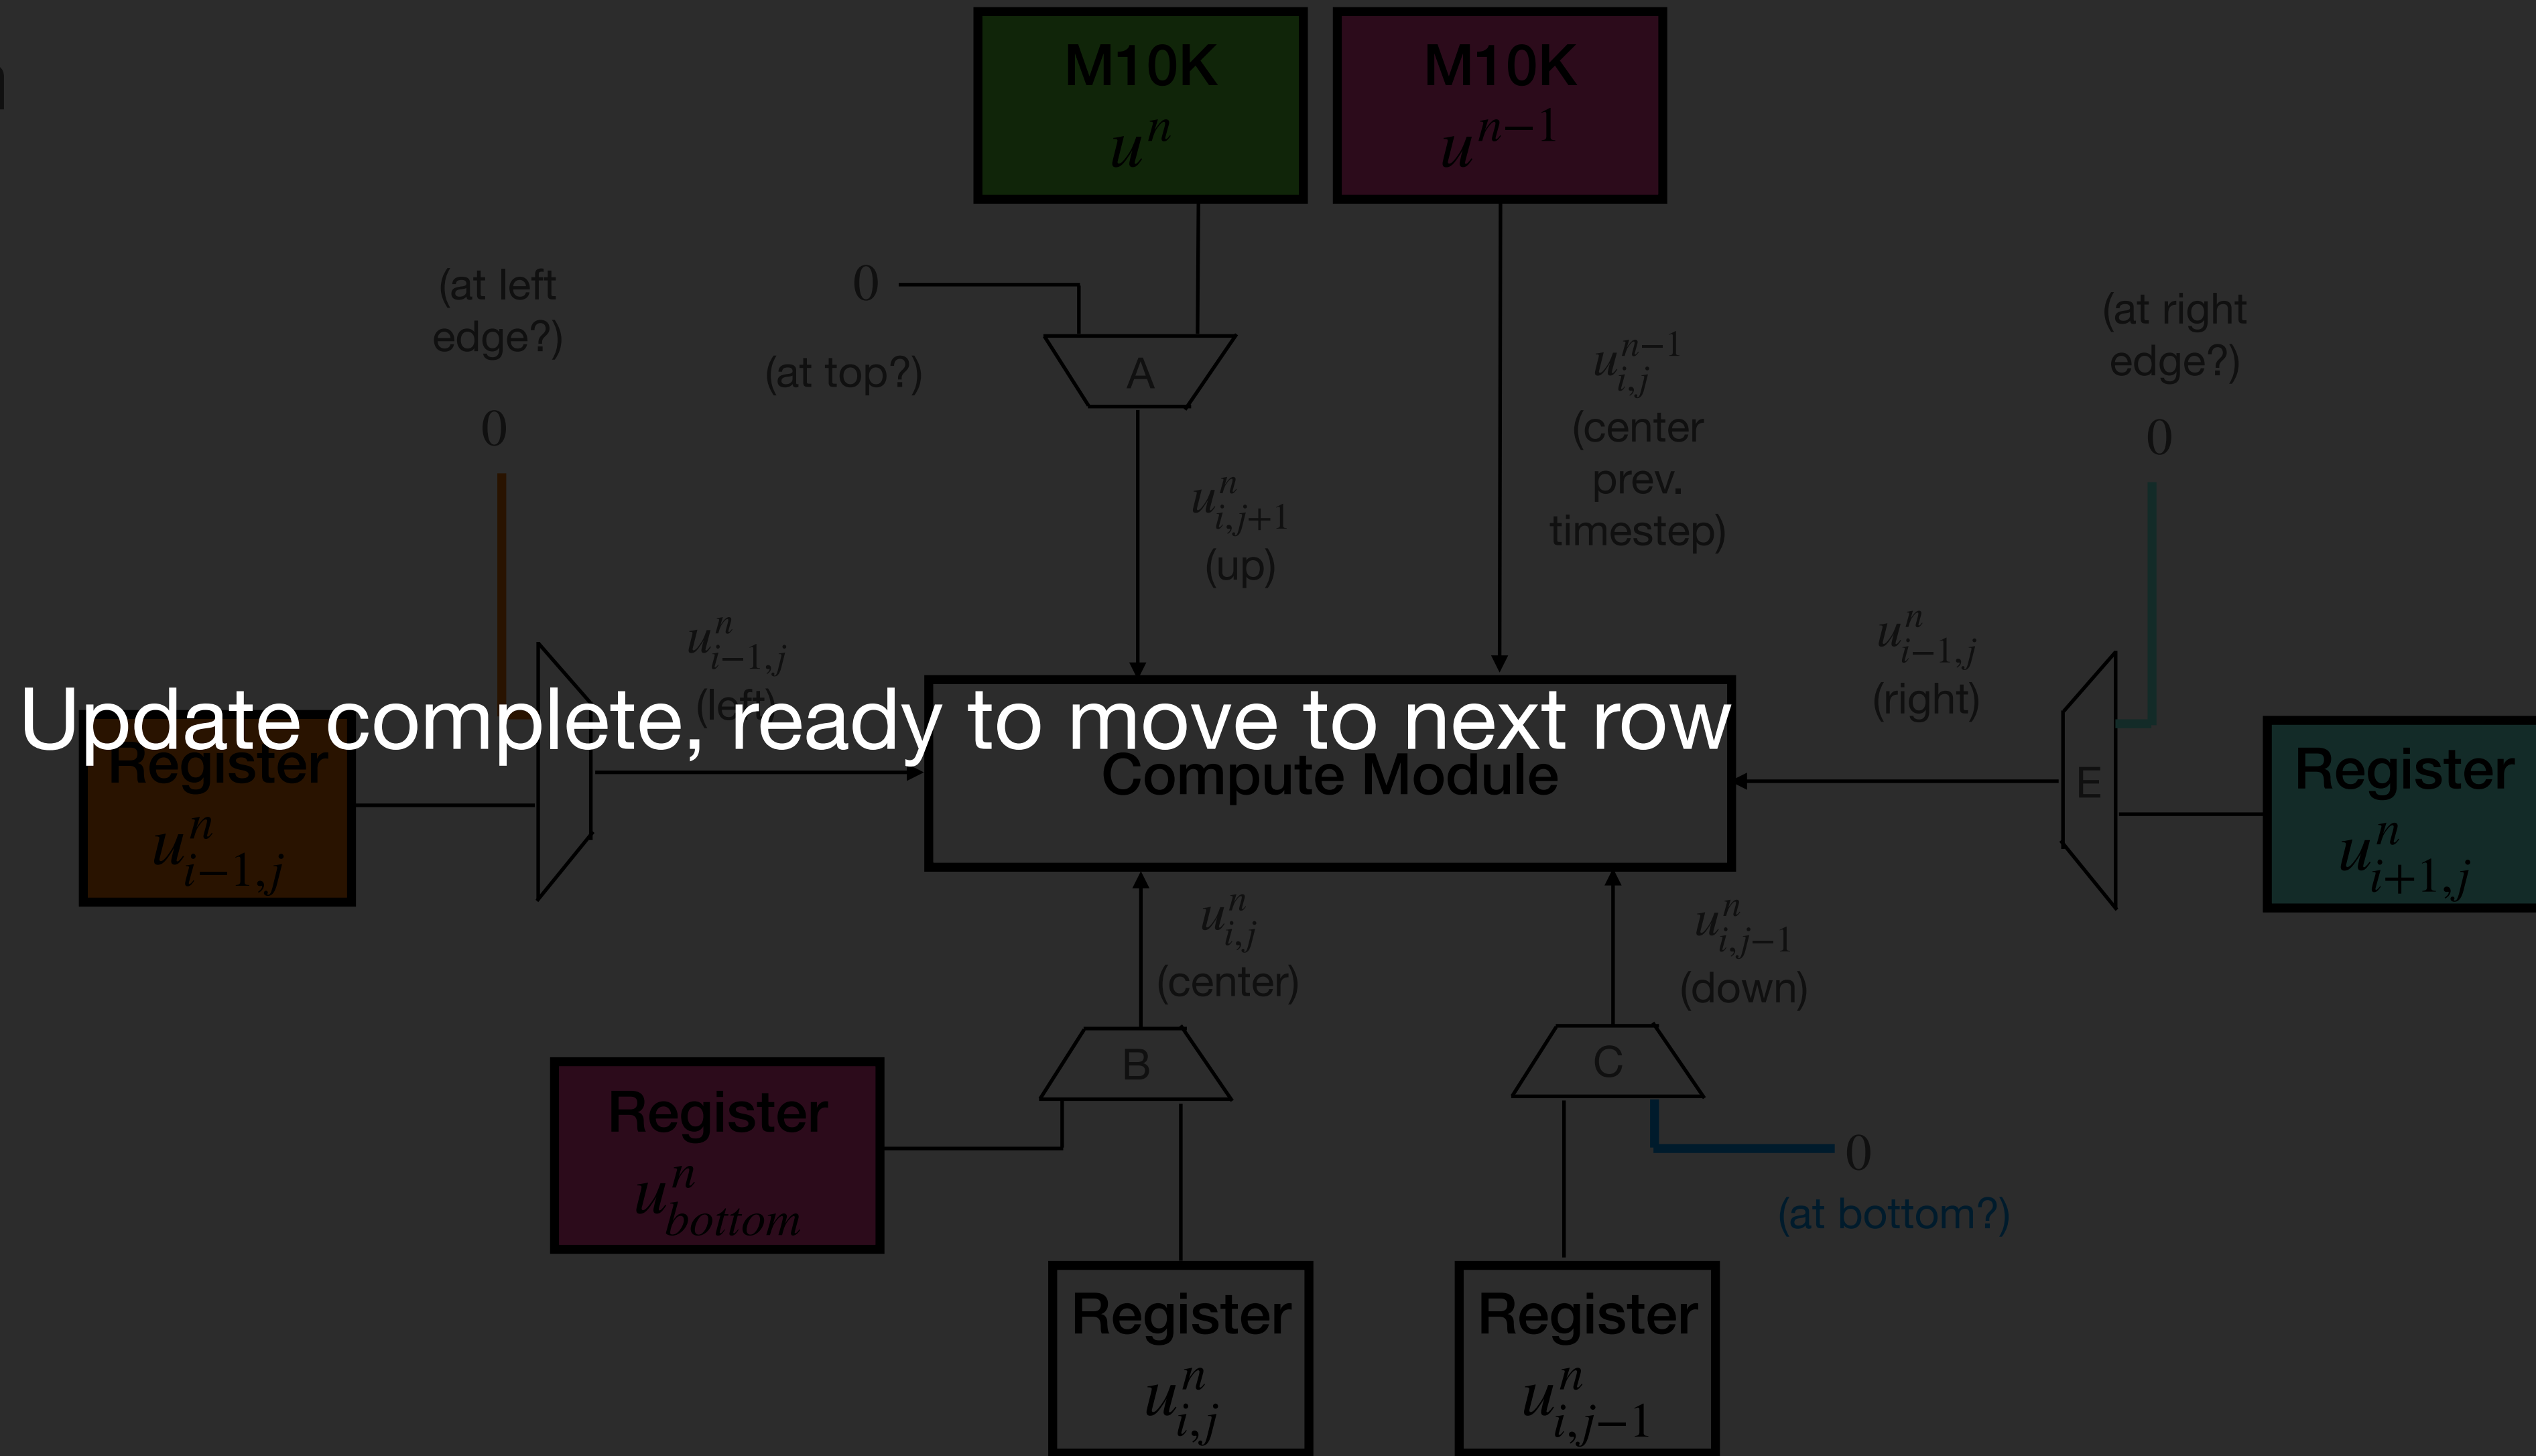 M10K
u^n
M10K
u^{n-1}
(at left
edge?)
0
0
(at top?)
A
u^n_{i,j+1}
(up)
u^{n-1}_{i,j}
(center
prev.
timestep)
(at right
edge?)
0
u^n_{i-1,j}
(left)
u^n_{i-1,j}
(right)
Update complete, ready to move to next row
Register
u^n_{i-1,j}
Compute Module
E
Register
u^n_{i+1,j}
u^n_{i,j}
(center)
u^n_{i,j-1}
(down)
B
C
Register
u^n_{bottom}
0
(at bottom?)
Register
u^n_{i,j}
Register
u^n_{i,j-1}